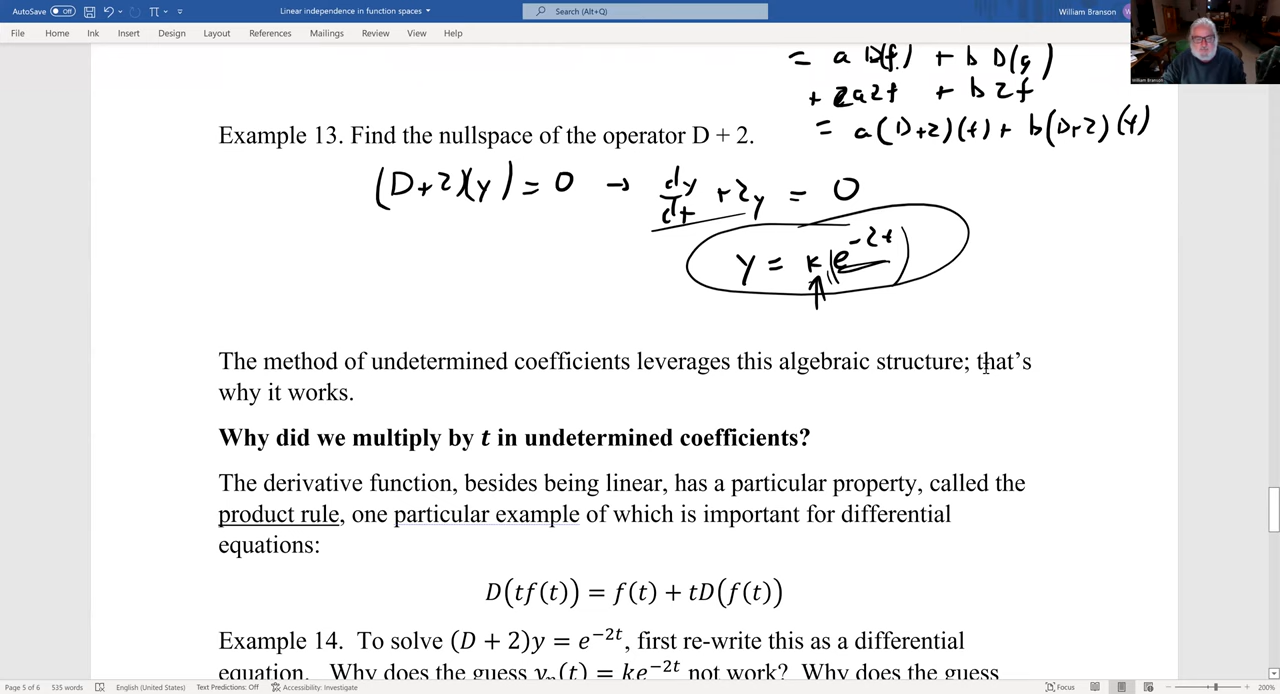 AutoSave Off Linear independence in function spaces Search (Alt+Q) William Branson W
File Home Ink Insert Design Layout References Mailings Review View Help
William Branson
= a D(f) + b D(g)
+ 2a2f + b2f
= a(D+2)(f) + b(D+2)(f)
Example 13. Find the nullspace of the operator D + 2.
(D+2)(y) = 0 → dy/dt + 2y = 0
y = k(e^-2t)
The method of undetermined coefficients leverages this algebraic structure; that's
why it works.
Why did we multiply by t in undetermined coefficients?
The derivative function, besides being linear, has a particular property, called the
product rule, one particular example of which is important for differential
equations:
D(tf(t)) = f(t) + tD(f(t))
Example 14. To solve (D + 2)y = e^−2t, first re-write this as a differential
equation. Why does the guess yₚ(t) = ke^−2t not work? Why does the guess
Page 5 of 6 535 words English (United States) Text Predictions: Off Accessibility: Investigate Focus 200%